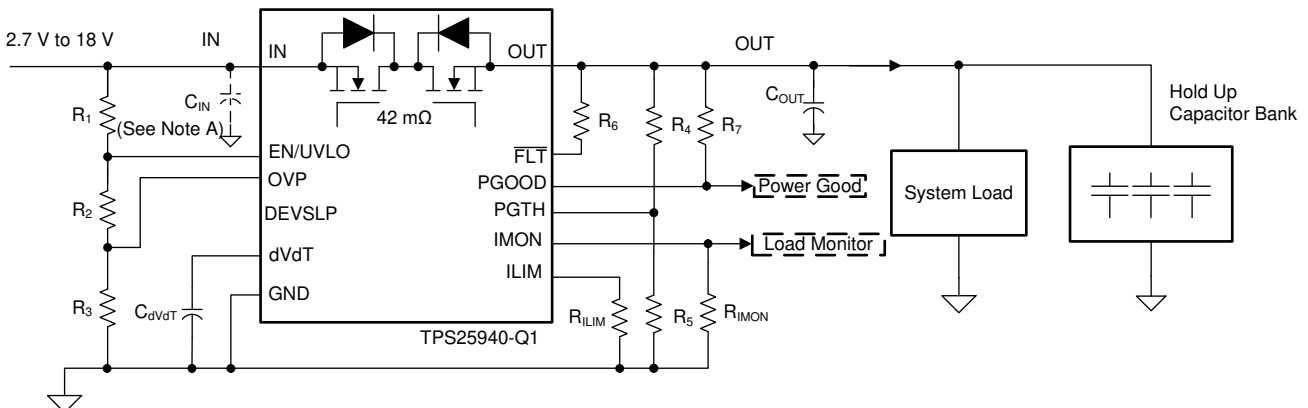 2.7 V to 18 V
IN
IN
OUT
OUT
42 mΩ
R1
CIN
(See Note A)
R6
R4
R7
COUT
Hold Up
Capacitor Bank
EN/UVLO
FLT
OVP
PGOOD
Power Good
R2
DEVSLP
PGTH
System Load
IMON
Load Monitor
dVdT
ILIM
GND
R3
CdVdT
RILIM
R5
RIMON
TPS25940-Q1